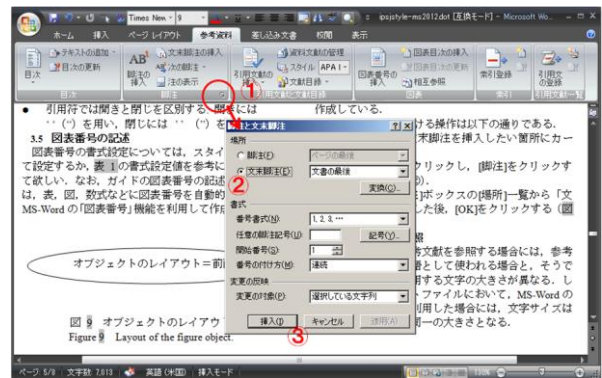 Times New 9
ipsjstyle-ms2012dot [互換モード] - Microsoft Wo...
ホーム 挿入 ページ レイアウト 参考資料 差し込み文書 校閲 表示
目次
テキストの追加
目次の更新
目次
AB
脚注の挿入
文末脚注の挿入
次の脚注
注の表示
脚注
①
引用文献の挿入
資料文献の管理
スタイル APA
文献目録
引用文献と文献目録
図表番号の挿入
図表目次の挿入
図表目次の更新
相互参照
図表
索引登録
索引
引用文の登録
引用文献一覧
● 引用符では開きと閉じを区別する. 開きには
作成している.
`` (“) を用い, 閉じには '' (”) を
3.5 図表番号の記述
図表番号の書式設定については, スタイ
て設定するか, 表 1 の書式設定値を参考に
て欲しい. なお, ガイドの図表番号の記述
は, 表, 図, 数式などに図表番号を自動的
MS-Word の「図表番号」機能を利用して作成
オブジェクトのレイアウト=前
図 9 オブジェクトのレイアウ
Figure 9 Layout of the figure object.
脚注と文末脚注
場所
脚注(F): ページの最後
文末脚注(E): 文書の最後
②
変換(C)...
書式
番号書式(N): 1, 2, 3, …
任意の脚注記号(U): 記号(Y)...
開始番号(S): 1
番号の付け方(M): 連続
変更の反映
変更の対象(P): 選択している文字列
挿入(I) キャンセル 適用(A)
③
ける操作は以下の通りである.
末脚注を挿入したい箇所にカー
クリックし, [脚注]をクリックす
]ボックスの[場所]一覧から「文
した後, [OK]をクリックする (図
考文献を参照する場合には, 参考
語として使われる場合と, そうで
用する文字の大きさが異なる. し
トファイルにおいて, MS-Word の
利用した場合には, 文字サイズは
同一の大きさとなる.
ページ: 5/8 文字数: 7,013 英語 (米国) 挿入モード